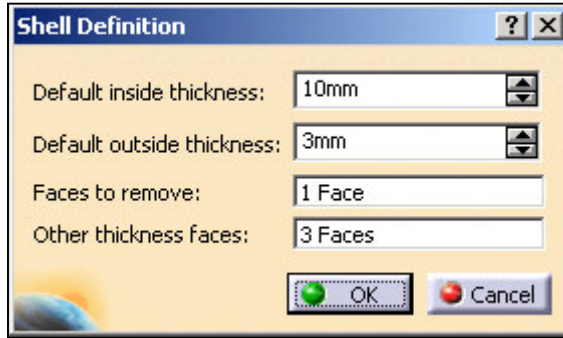 Shell Definition
Default inside thickness: 10mm
Default outside thickness: 3mm
Faces to remove: 1 Face
Other thickness faces: 3 Faces
OK Cancel